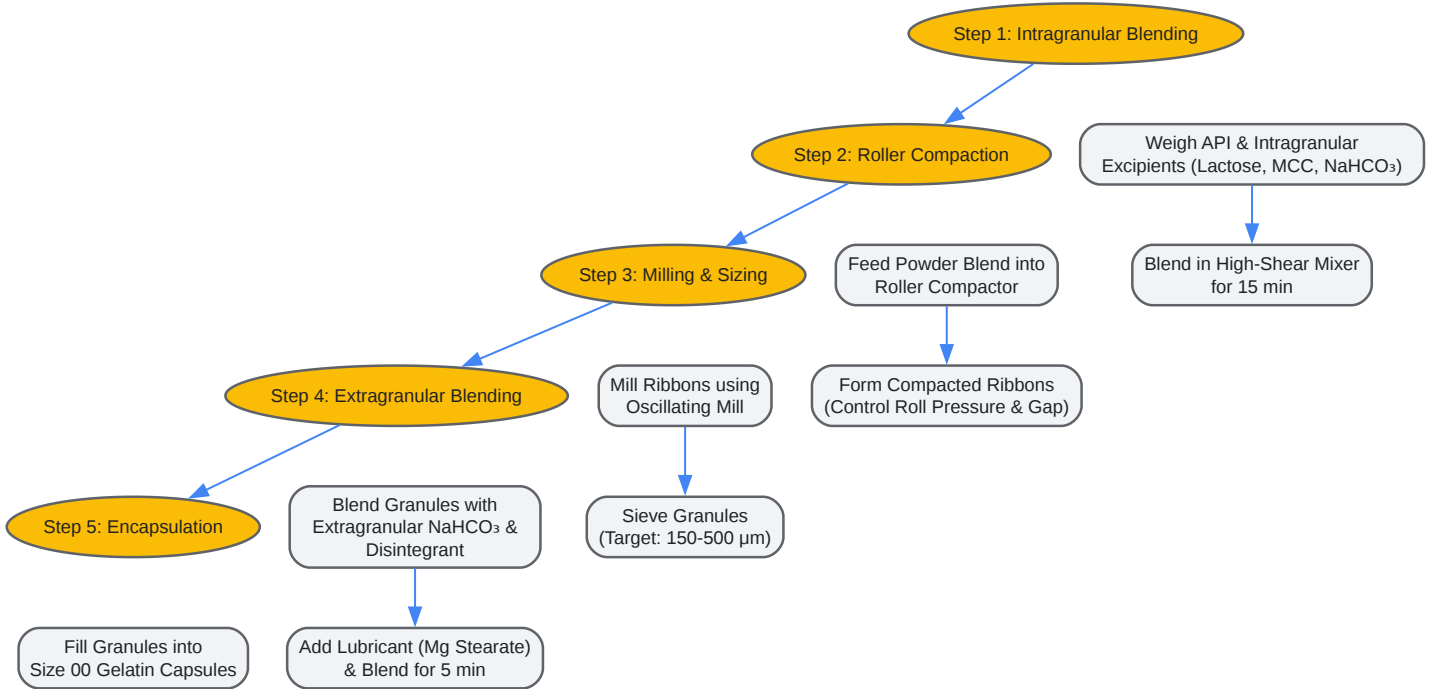 Step 1: Intragranular Blending
Step 2: Roller Compaction
Weigh API & Intragranular
Excipients (Lactose, MCC, NaHCO₃)
Step 3: Milling & Sizing
Feed Powder Blend into
Roller Compactor
Blend in High-Shear Mixer
for 15 min
Step 4: Extragranular Blending
Mill Ribbons using
Oscillating Mill
Form Compacted Ribbons
(Control Roll Pressure & Gap)
Step 5: Encapsulation
Blend Granules with
Extragranular NaHCO₃ &
Disintegrant
Sieve Granules
(Target: 150-500 μm)
Fill Granules into
Size 00 Gelatin Capsules
Add Lubricant (Mg Stearate)
& Blend for 5 min